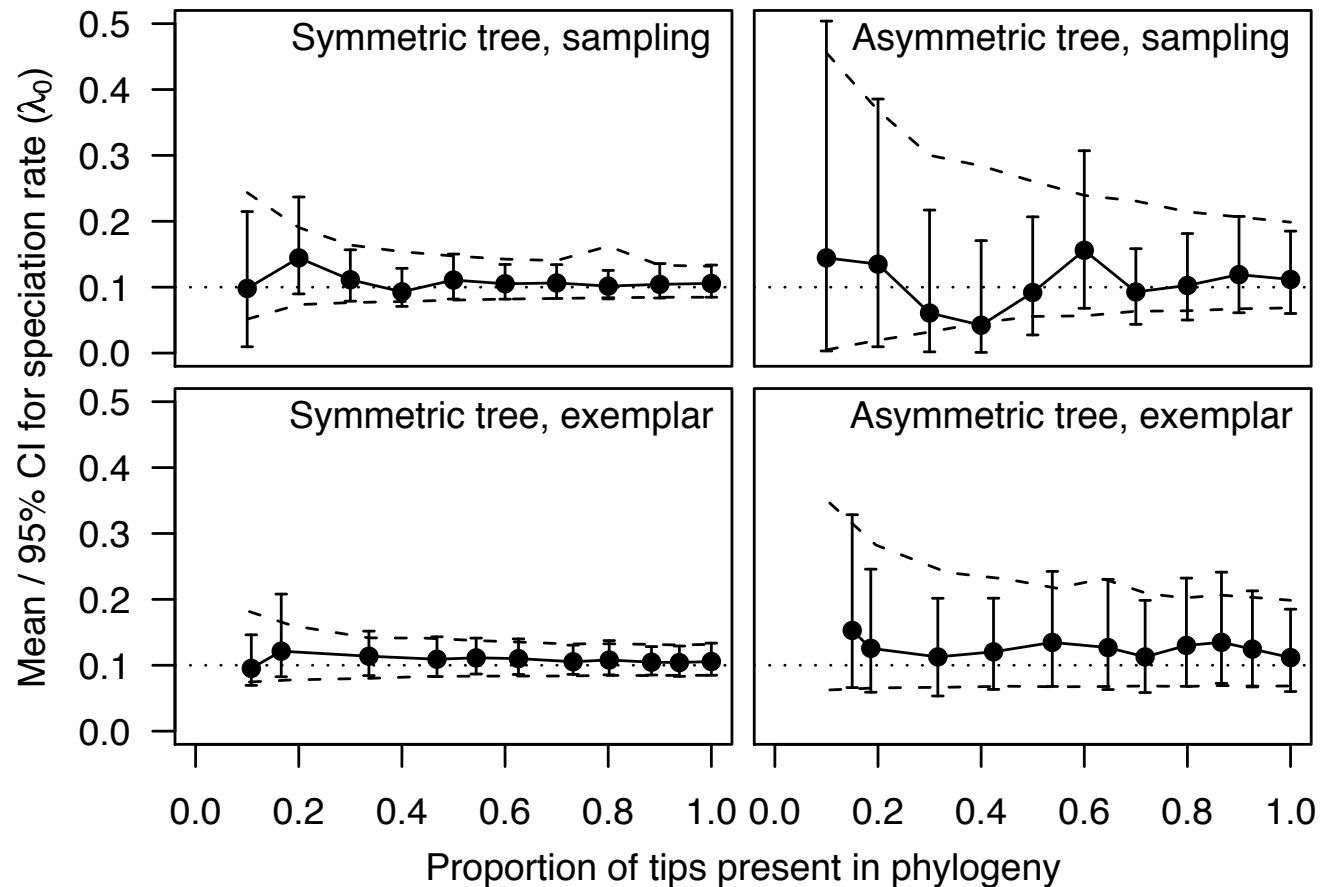 Mean / 95% CI for speciation rate (λ0)
Symmetric tree, sampling
0.5
0.4
0.3
0.2
0.1
0.0
Asymmetric tree, sampling
Symmetric tree, exemplar
0.5
0.4
0.3
0.2
0.1
0.0
Asymmetric tree, exemplar
0.0 0.2 0.4 0.6 0.8 1.0
0.0 0.2 0.4 0.6 0.8 1.0
Proportion of tips present in phylogeny